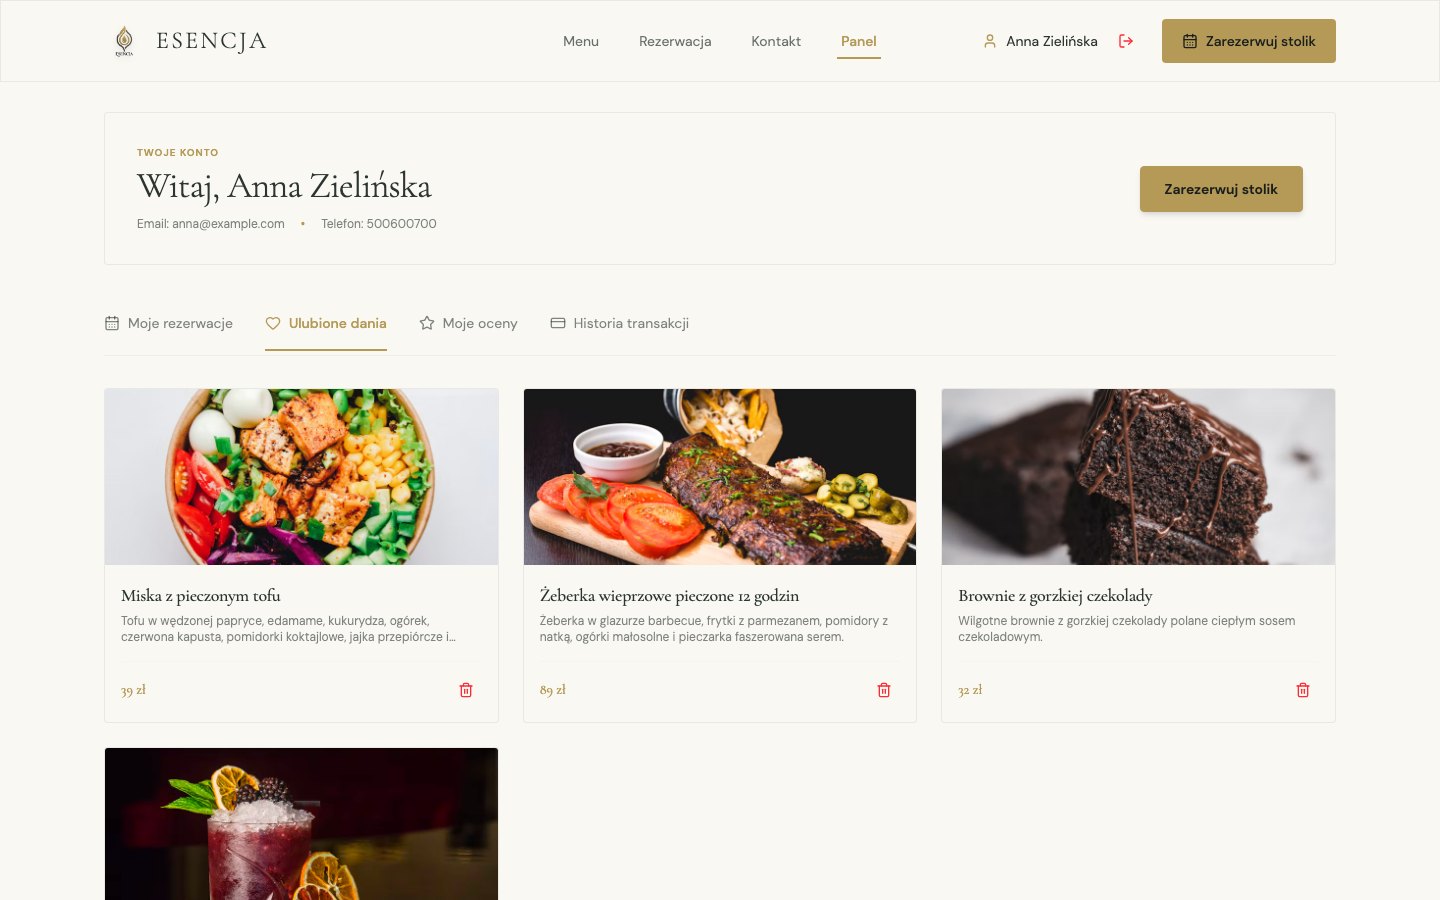 ESENCJA
ESENCJA
Menu
Rezerwacja
Kontakt
Panel
Anna Zielińska
Zarezerwuj stolik
TWOJE KONTO
Witaj, Anna Zielińska
Email: anna@example.com • Telefon: 500600700
Zarezerwuj stolik
Moje rezerwacje
Ulubione dania
Moje oceny
Historia transakcji
Miska z pieczonym tofu
Tofu w wędzonej papryce, edamame, kukurydza, ogórek,
czerwona kapusta, pomidorki koktajlowe, jajka przepiórcze i...
39 zł
Żeberka wieprzowe pieczone 12 godzin
Żeberka w glazurze barbecue, frytki z parmezanem, pomidory z
natką, ogórki małosolne i pieczarka faszerowana serem.
89 zł
Brownie z gorzkiej czekolady
Wilgotne brownie z gorzkiej czekolady polane ciepłym sosem
czekoladowym.
32 zł